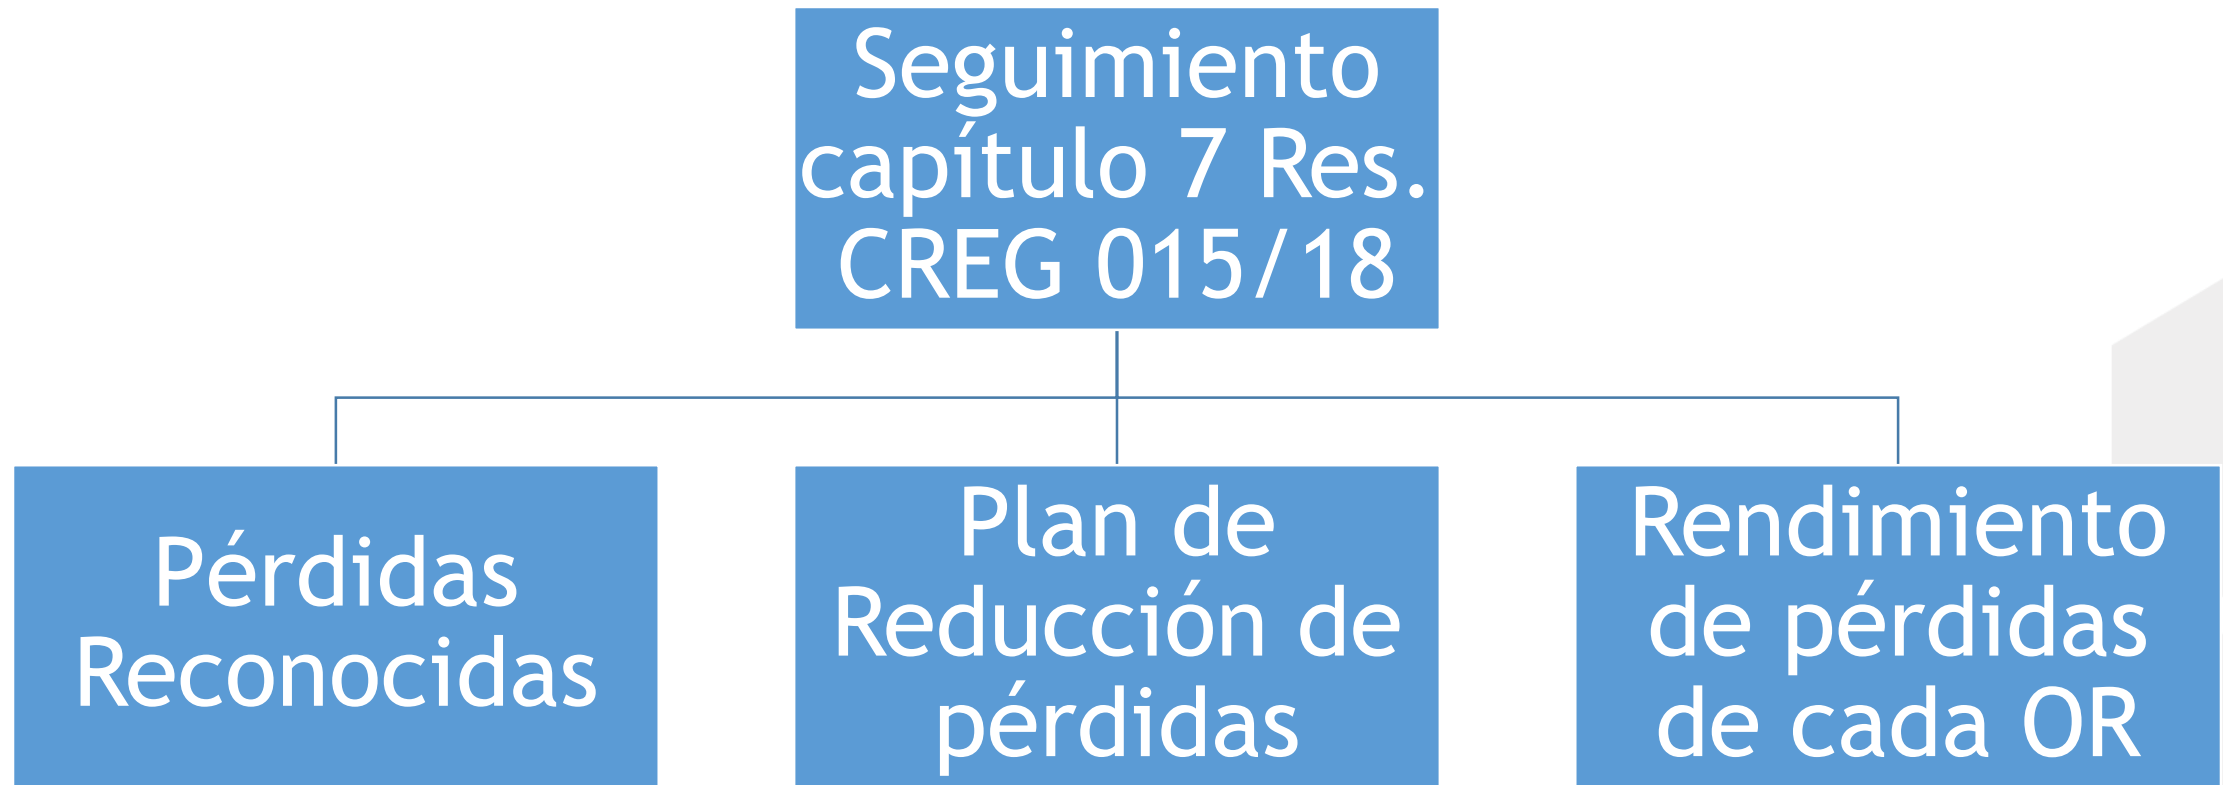 Seguimiento
capítulo 7 Res.
CREG 015/18
Pérdidas
Reconocidas
Plan de
Reducción de
pérdidas
Rendimiento
de pérdidas
de cada OR